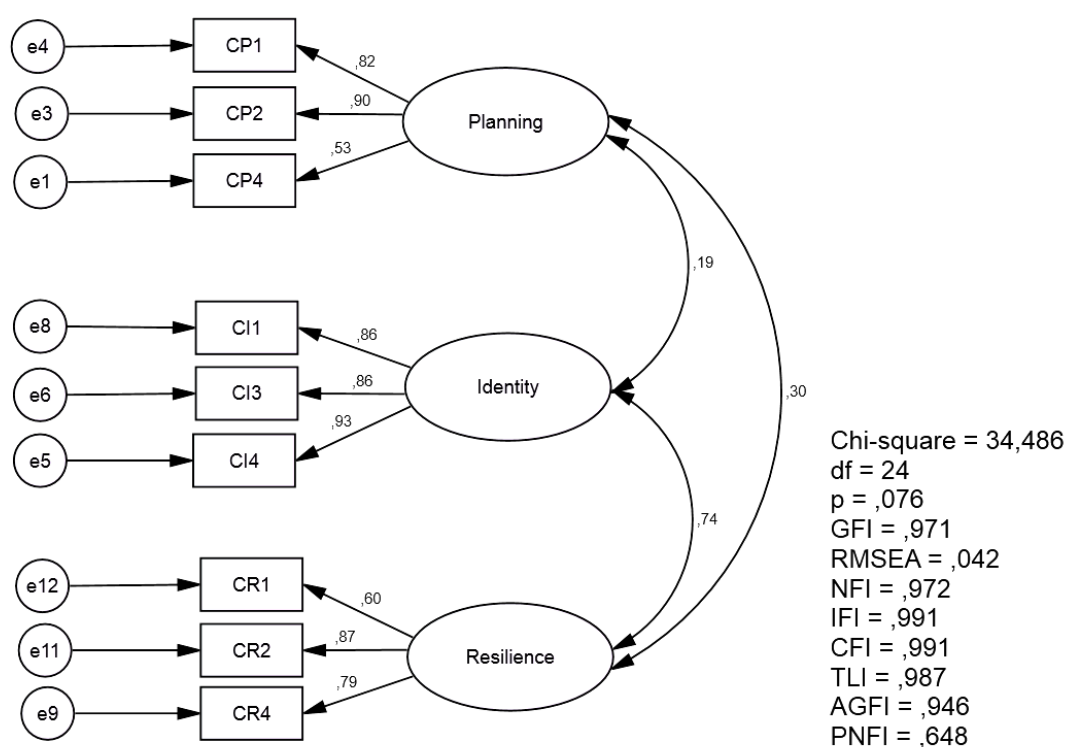 e4
CP1
,82
e3
CP2
,90
Planning
e1
CP4
,53
,19
e8
CI1
,86
e6
CI3
,86
Identity
,30
e5
CI4
,93
,74
e12
CR1
,60
e11
CR2
,87
Resilience
e9
CR4
,79
Chi-square = 34,486
df = 24
p = ,076
GFI = ,971
RMSEA = ,042
NFI = ,972
IFI = ,991
CFI = ,991
TLI = ,987
AGFI = ,946
PNFI = ,648